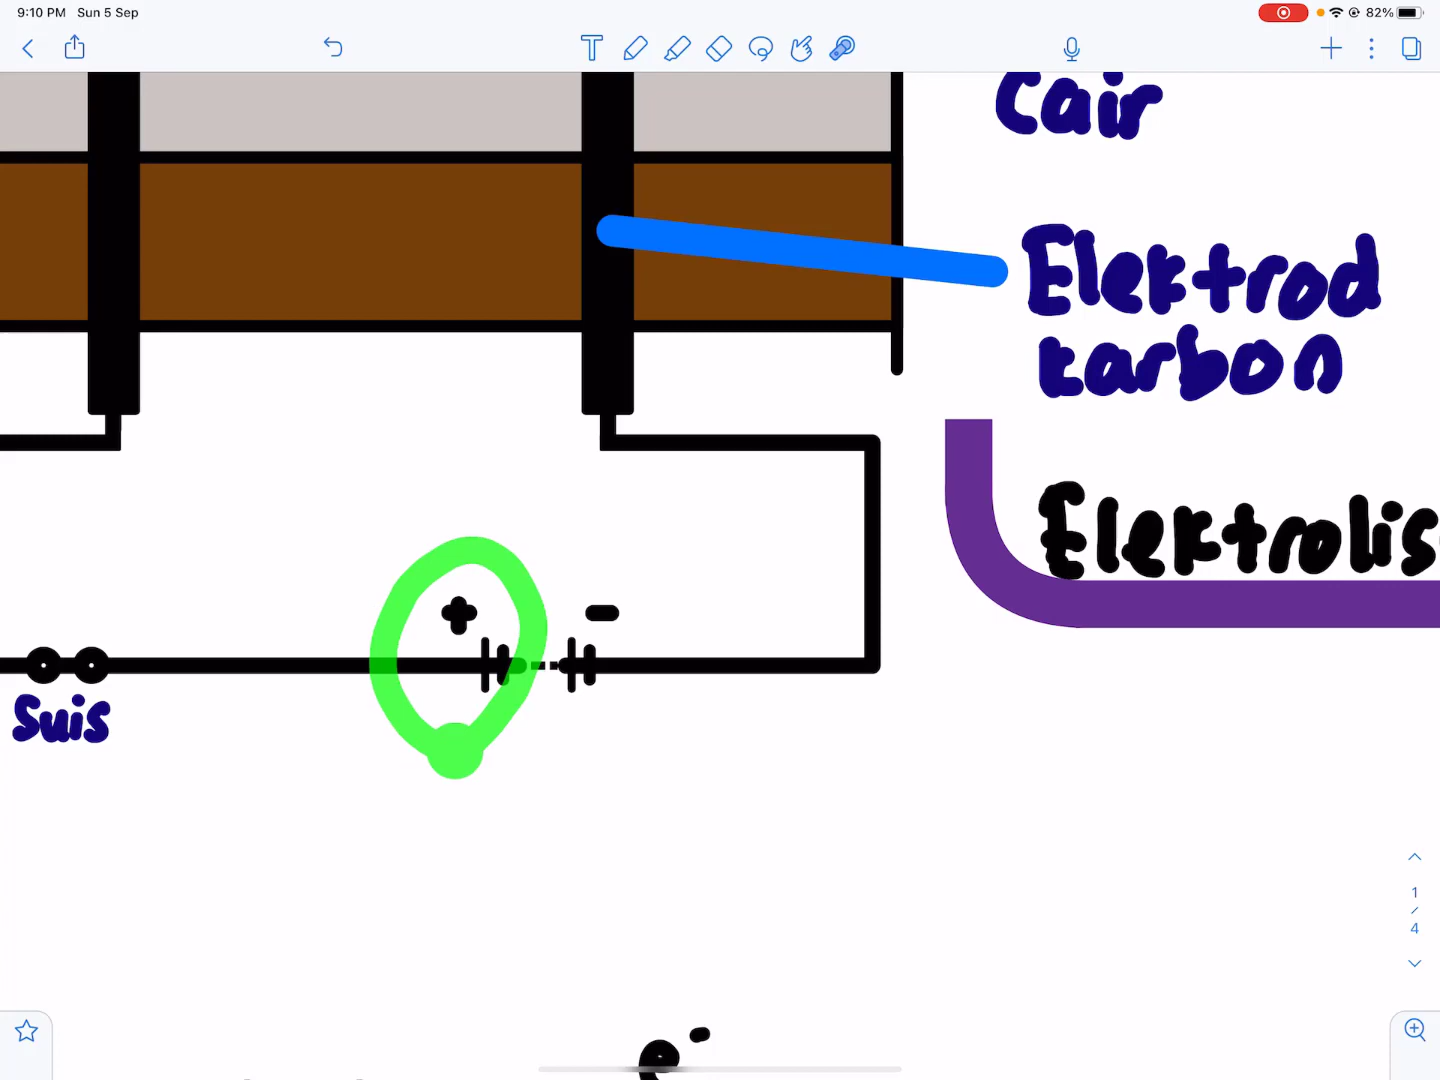 9:10 PM Sun 5 Sep
82%
T
Cair
Elektrod
karbon
Elektrolis
+ -
Suis
1
/
4
e-